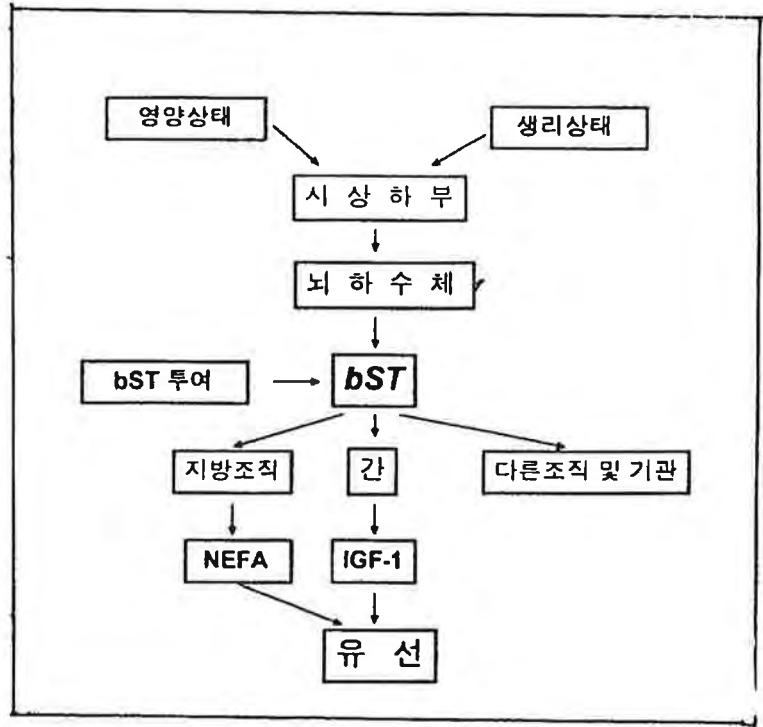 영양상태
생리상태
시 상 하 부
뇌 하 수 체
bST 투여
bST
지방조직
간
다른조직 및 기관
NEFA
IGF-1
유 선